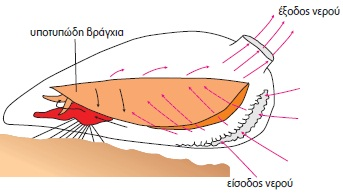 έξοδος νερού
υποτυπώδη βράγχια
είσοδος νερού